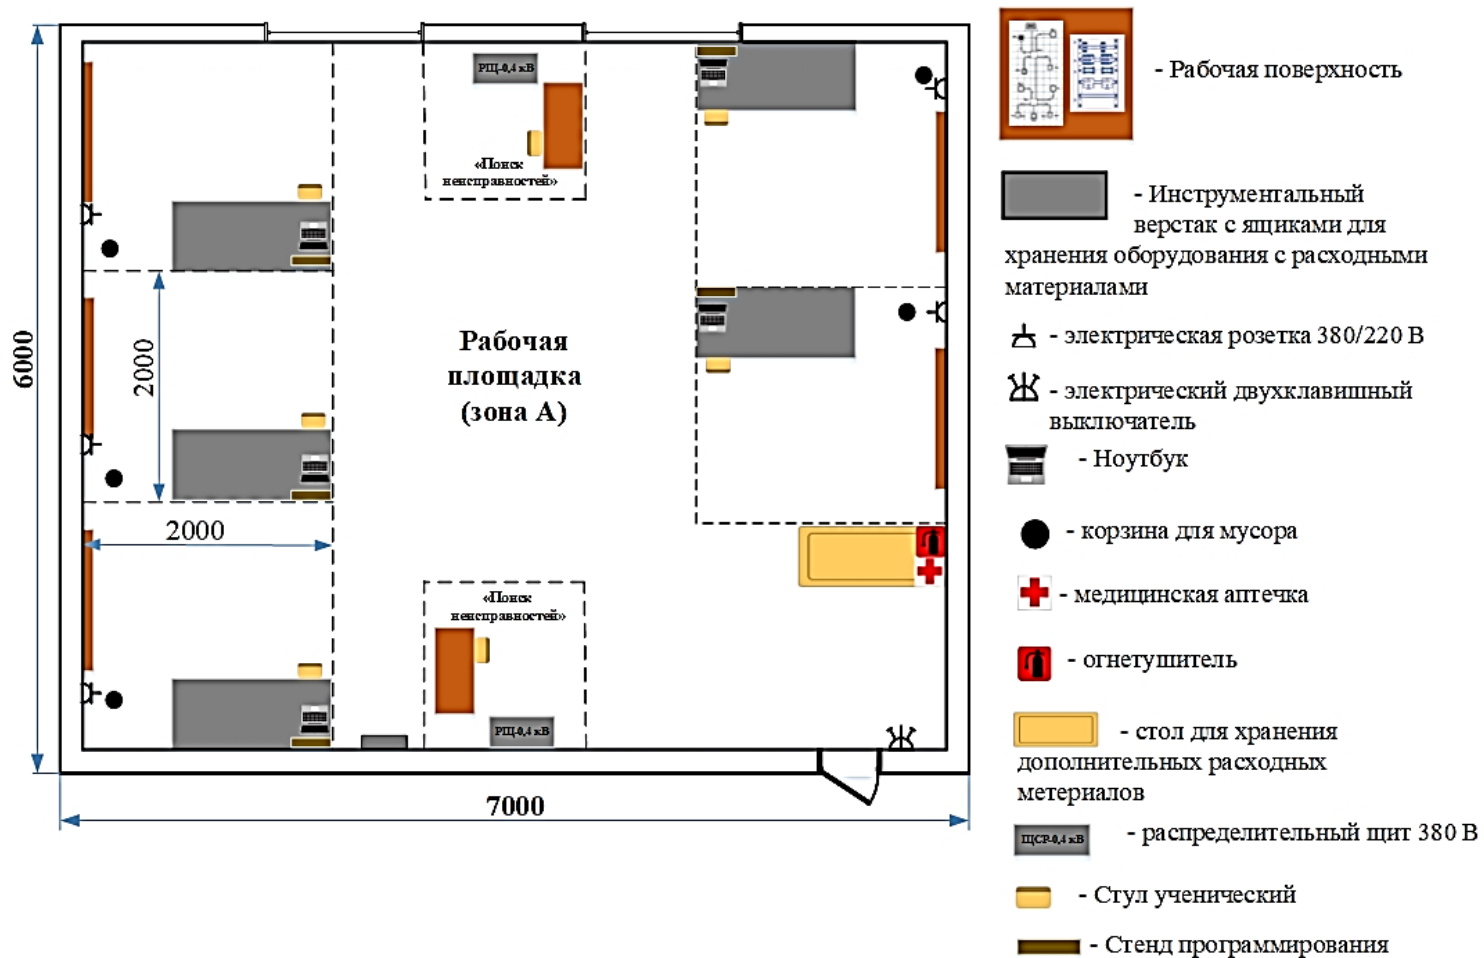 РЩ-0,4 кВ
«Поиск
неисправностей»
6000
2000
2000
Рабочая
площадка
(зона А)
«Поиск
неисправностей»
РЩ-0,4 кВ
7000
- Рабочая поверхность
- Инструментальный
верстак с ящиками для
хранения оборудования с расходными
материалами
- электрическая розетка 380/220 В
- электрический двухклавишный
выключатель
- Ноутбук
- корзина для мусора
- медицинская аптечка
- огнетушитель
- стол для хранения
дополнительных расходных
метериалов
ЩСР-0,4 кВ
- распределительный щит 380 В
- Стул ученический
- Стенд программирования